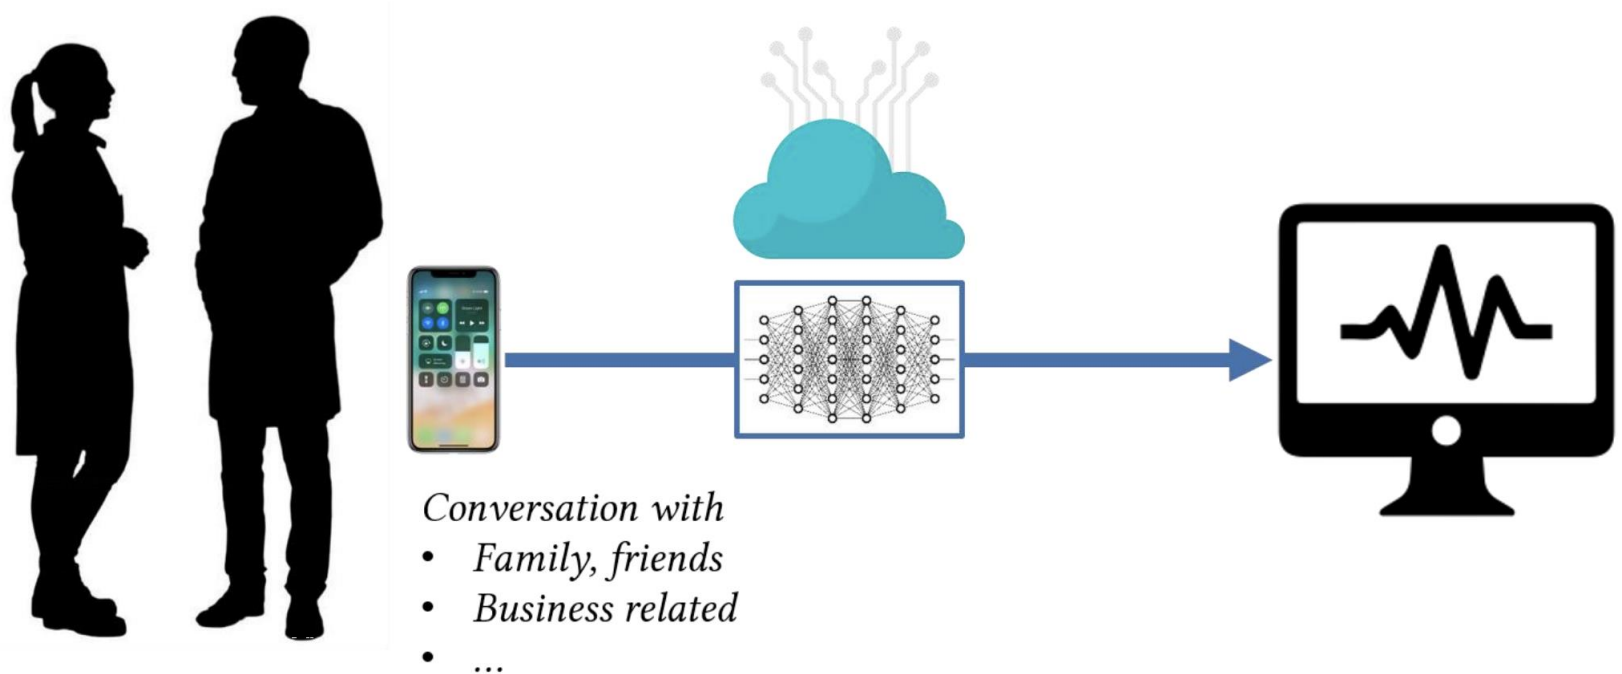 Conversation with
• Family, friends
• Business related
• ...